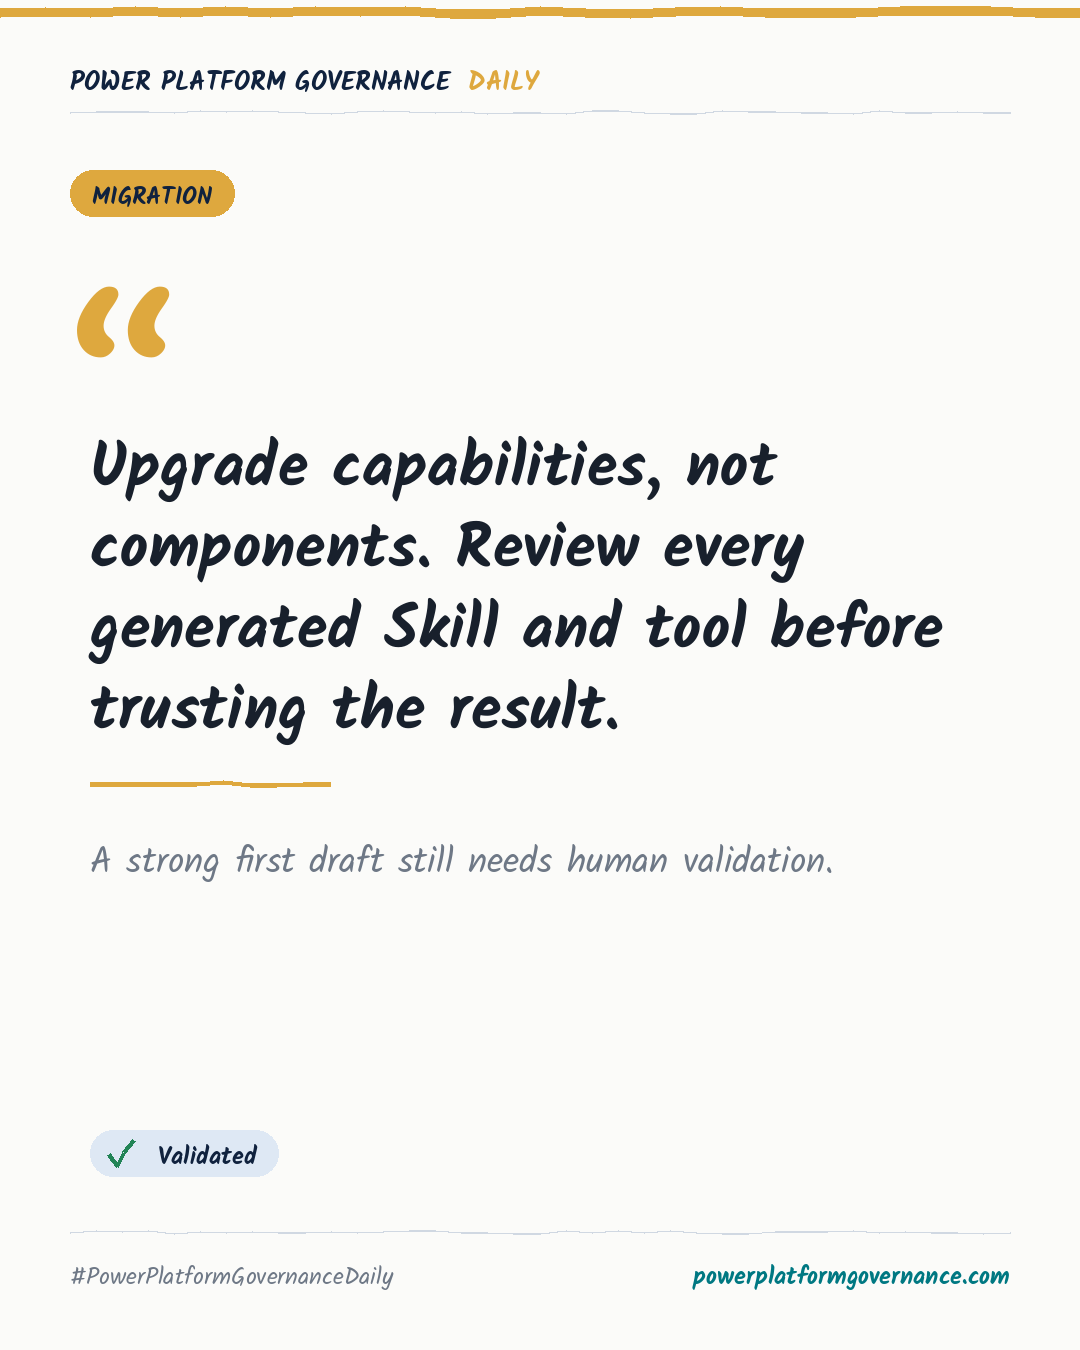 POWER PLATFORM GOVERNANCE DAILY
MIGRATION
“
Upgrade capabilities, not
components. Review every
generated Skill and tool before
trusting the result.
A strong first draft still needs human validation.
✓ Validated
#PowerPlatformGovernanceDaily
powerplatformgovernance.com